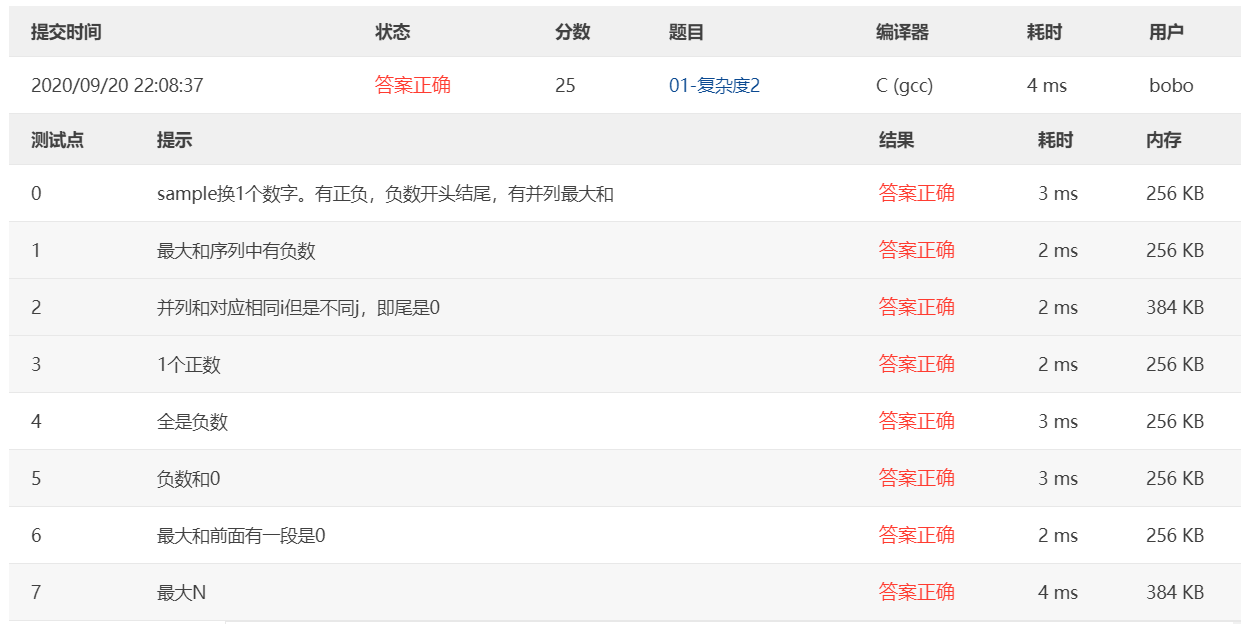 提交时间 状态 分数 题目 编译器 耗时 用户
2020/09/20 22:08:37 答案正确 25 01-复杂度2 C (gcc) 4 ms bobo
测试点 提示 结果 耗时 内存
0 sample换1个数字。有正负，负数开头结尾，有并列最大和 答案正确 3 ms 256 KB
1 最大和序列中有负数 答案正确 2 ms 256 KB
2 并列和对应相同i但是不同j，即尾是0 答案正确 2 ms 384 KB
3 1个正数 答案正确 2 ms 256 KB
4 全是负数 答案正确 3 ms 256 KB
5 负数和0 答案正确 3 ms 256 KB
6 最大和前面有一段是0 答案正确 2 ms 256 KB
7 最大N 答案正确 4 ms 384 KB